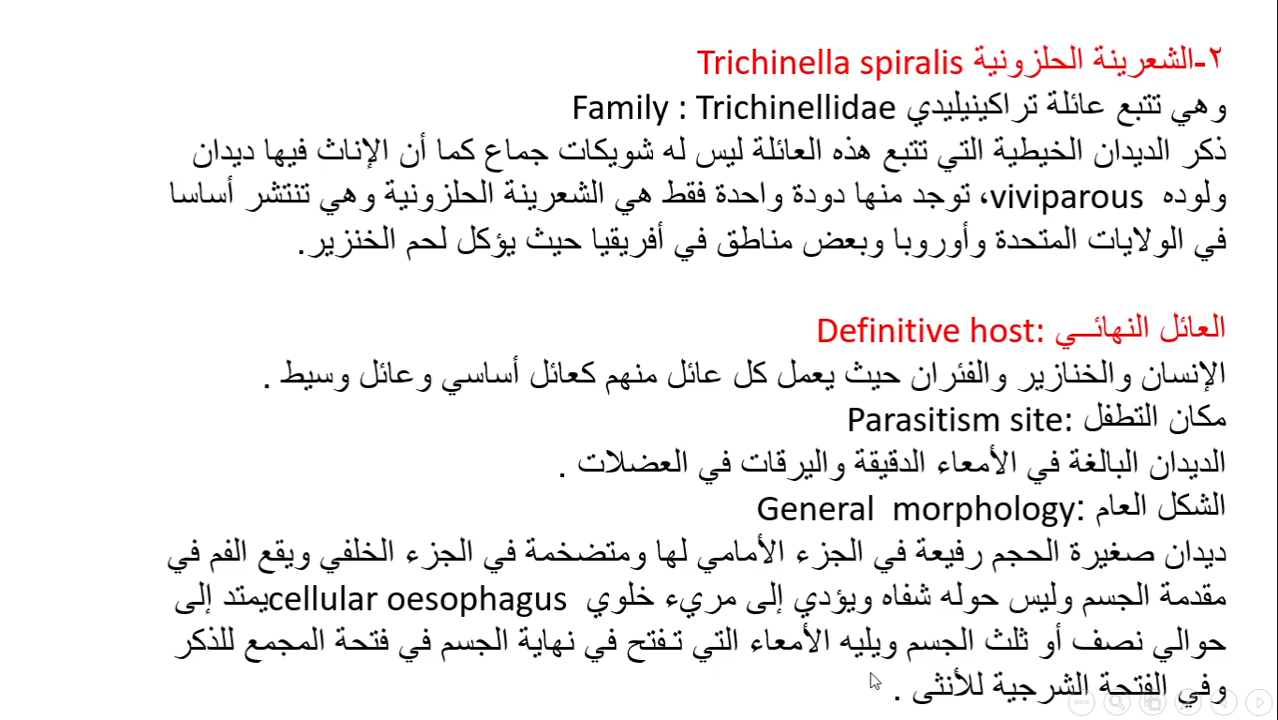 ٢-الشعرينة الحلزونية Trichinella spiralis
وهي تتبع عائلة تراكينيليدي Family : Trichinellidae
ذكر الديدان الخيطية التي تتبع هذه العائلة ليس له شويكات جماع كما أن الإناث فيها ديدان
ولوده viviparous، توجد منها دودة واحدة فقط هي الشعرينة الحلزونية وهي تنتشر أساسا
في الولايات المتحدة وأوروبا وبعض مناطق في أفريقيا حيث يؤكل لحم الخنزير.
العائل النهائــي :Definitive host
الإنسان والخنازير والفئران حيث يعمل كل عائل منهم كعائل أساسي وعائل وسيط .
مكان التطفل :Parasitism site
الديدان البالغة في الأمعاء الدقيقة واليرقات في العضلات .
الشكل العام :General morphology
ديدان صغيرة الحجم رفيعة في الجزء الأمامي لها ومتضخمة في الجزء الخلفي ويقع الفم في
مقدمة الجسم وليس حوله شفاه ويؤدي إلى مريء خلوي cellular oesophagusيمتد إلى
حوالي نصف أو ثلث الجسم ويليه الأمعاء التي تـفتح في نهاية الجسم في فتحة المجمع للذكر
وفي الفتحة الشرجية للأنثى .